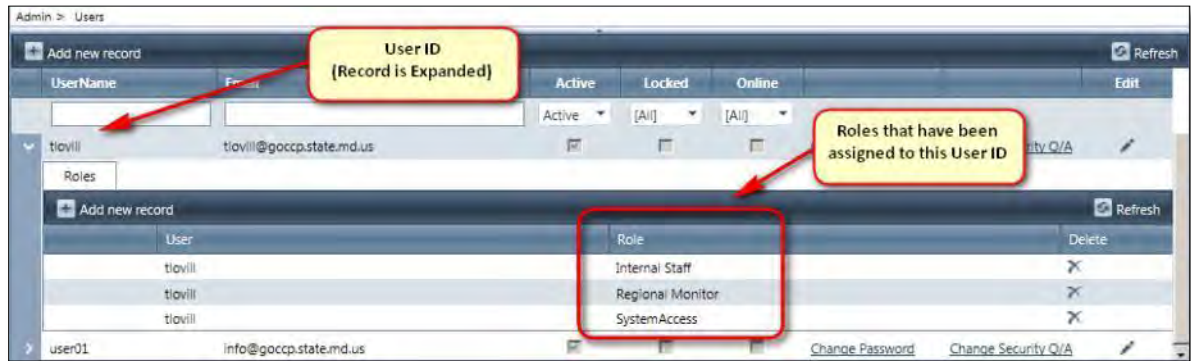 Admin > Users
Add new record
Refresh
User ID
(Record is Expanded)
UserName Email Active Locked Online Edit
Active [All] [All]
Roles that have been
assigned to this User ID
tlovill tlovill@goccp.state.md.us Q/A
Roles
Add new record Refresh
User Role Delete
tlovill Internal Staff
tlovill Regional Monitor
tlovill SystemAccess
user01 info@goccp.state.md.us Change Password Change Security Q/A